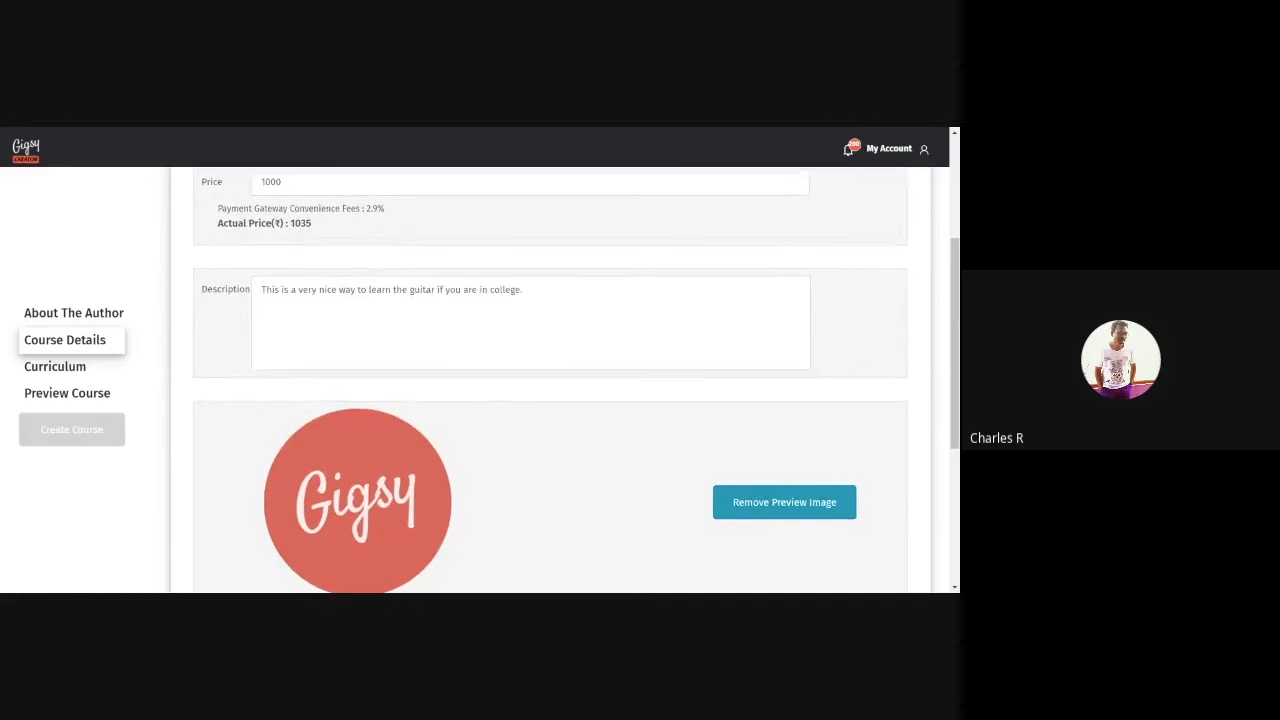 Gigsy
CREATOR
200
My Account
Price
1000
Payment Gateway Convenience Fees : 2.9%
Actual Price(₹) : 1035
Description
This is a very nice way to learn the guitar if you are in college.
About The Author
Course Details
Curriculum
Preview Course
Create Course
Gigsy
Remove Preview Image
Charles R